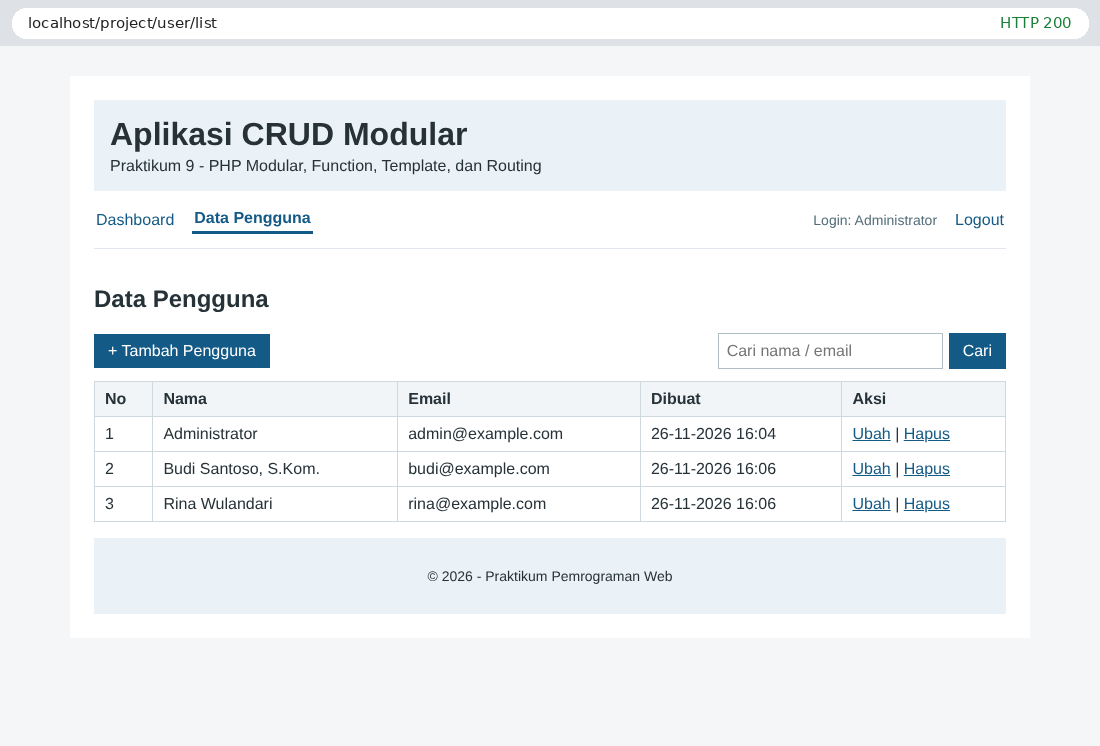 localhost/project/user/list HTTP 200
Aplikasi CRUD Modular
Praktikum 9 - PHP Modular, Function, Template, dan Routing
Dashboard Data Pengguna Login: Administrator Logout
Data Pengguna
+ Tambah Pengguna Cari nama / email Cari
No Nama Email Dibuat Aksi
1 Administrator admin@example.com 26-11-2026 16:04 Ubah | Hapus
2 Budi Santoso, S.Kom. budi@example.com 26-11-2026 16:06 Ubah | Hapus
3 Rina Wulandari rina@example.com 26-11-2026 16:06 Ubah | Hapus
© 2026 - Praktikum Pemrograman Web